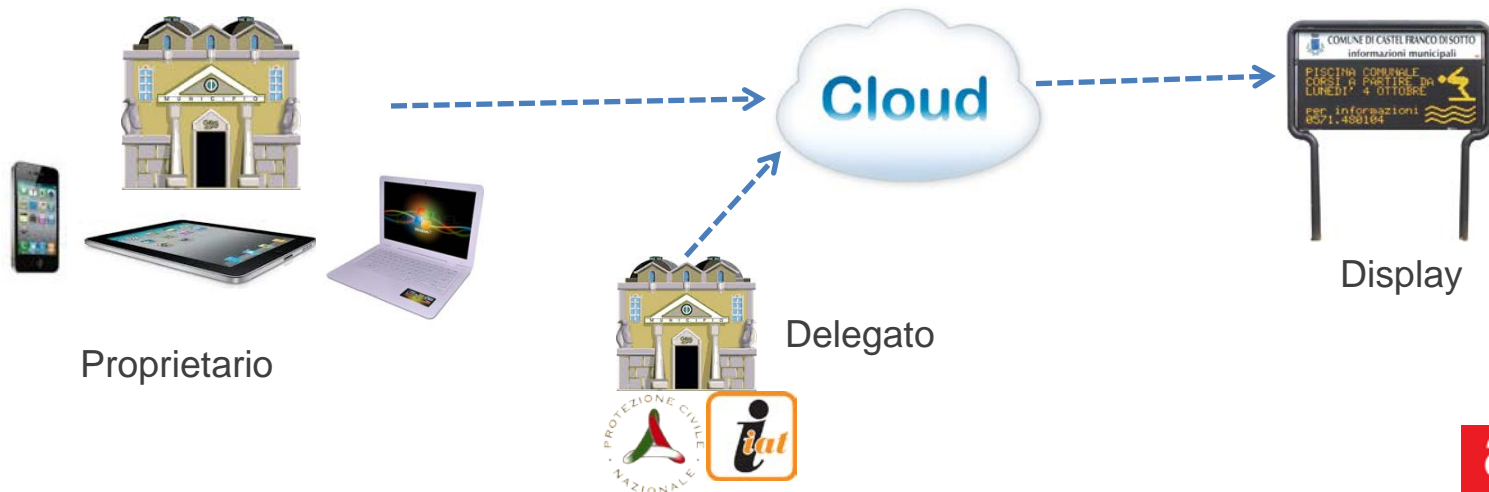 MUNICIPIO
Cloud
COMUNE DI CASTEL FRANCO DI SOTTO
informazioni municipali
PISCINA COMUNALE
CORSI A PARTIRE DA
LUNEDI' 4 OTTOBRE
per informazioni
0571.480104
Display
MUNICIPIO
Delegato
Proprietario
PROTEZIONE CIVILE
NAZIONALE
i iat